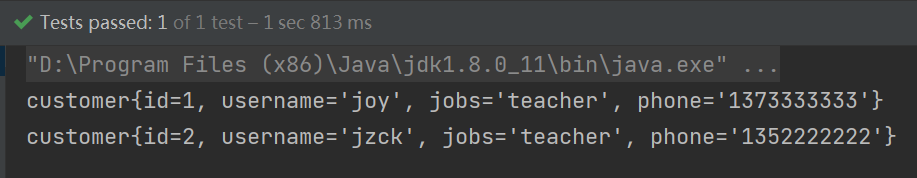 Tests passed: 1 of 1 test – 1 sec 813 ms
"D:\Program Files (x86)\Java\jdk1.8.0_11\bin\java.exe" ...
customer{id=1, username='joy', jobs='teacher', phone='1373333333'}
customer{id=2, username='jzck', jobs='teacher', phone='1352222222'}